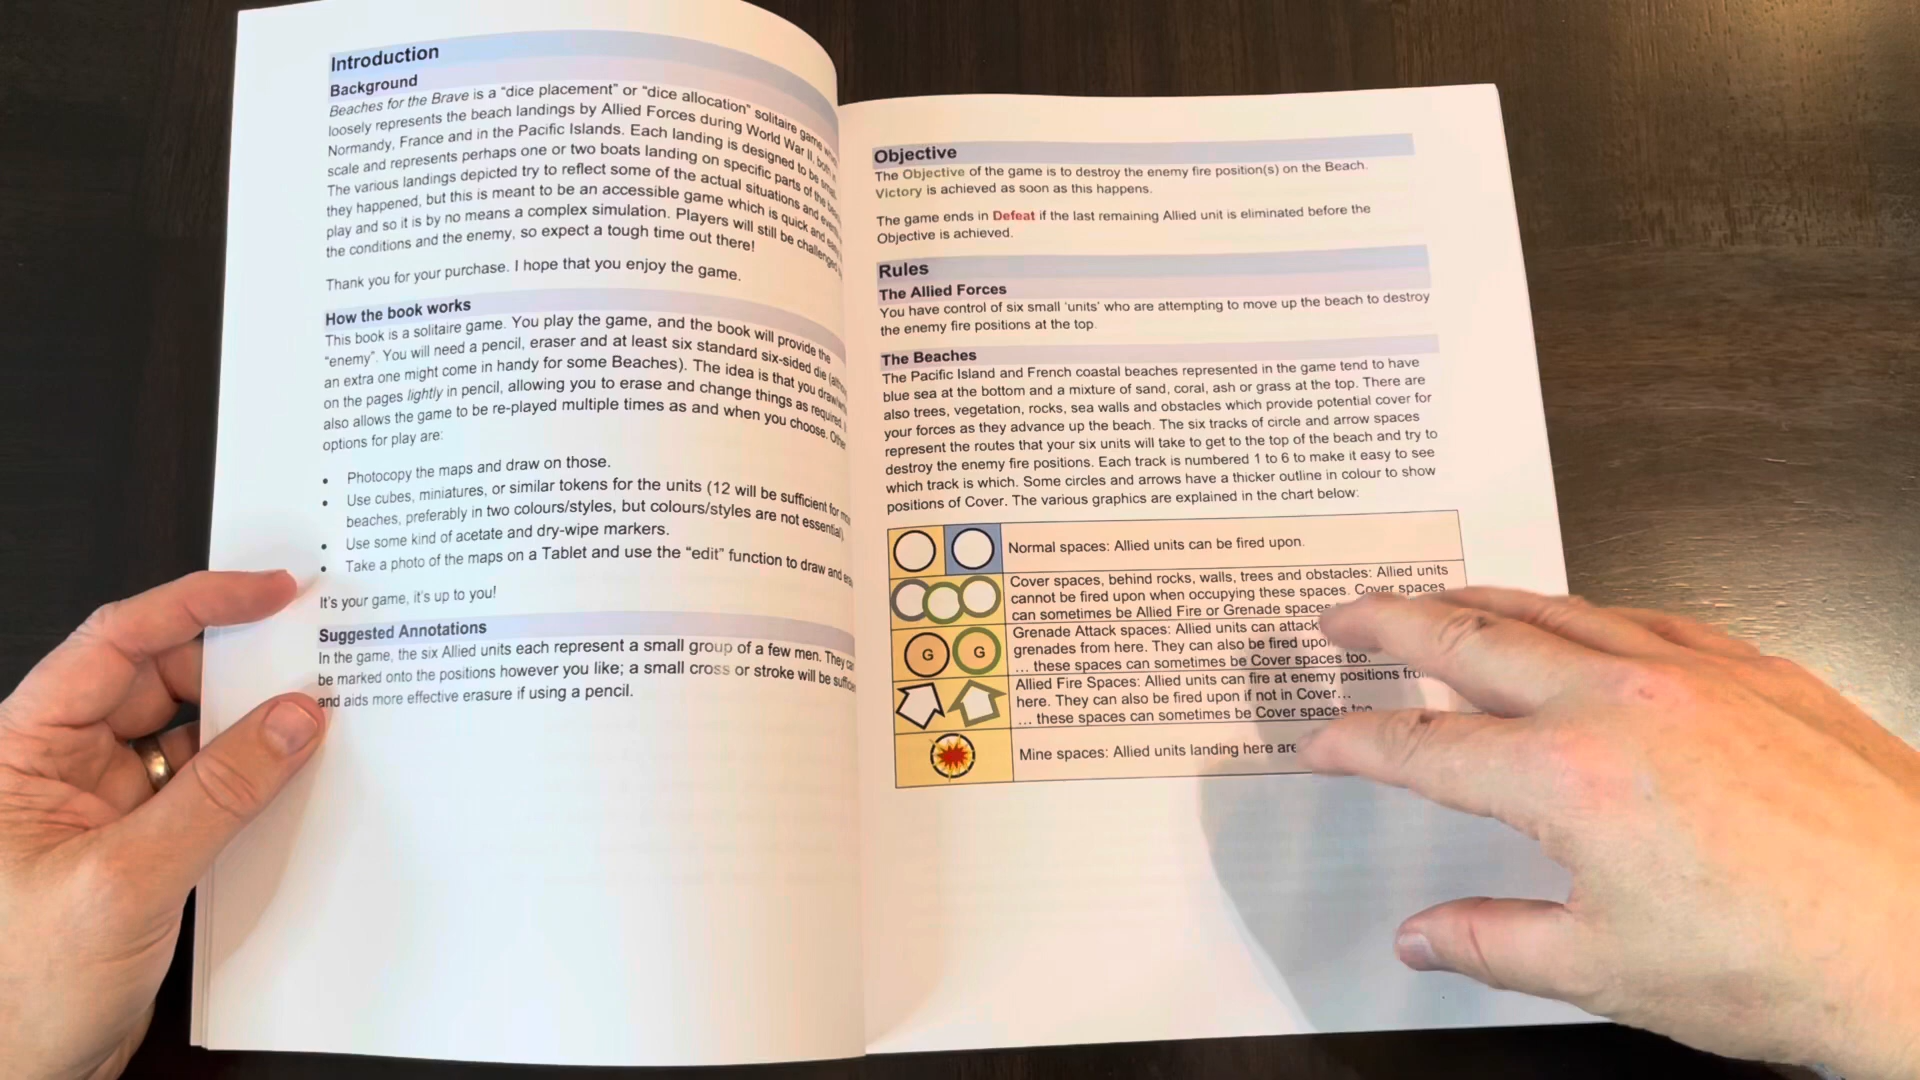 Introduction
Background
Beaches for the Brave is a “dice placement” or “dice allocation” solitaire game
loosely represents the beach landings by Allied Forces during World War II, both
Normandy, France and in the Pacific Islands. Each landing is designed to be
scale and represents perhaps one or two boats landing on specific parts of the
The various landings depicted try to reflect some of the actual situations and
they happened, but this is meant to be an accessible game which is quick and
play and so it is by no means a complex simulation. Players will still be challenged
the conditions and the enemy, so expect a tough time out there!
Thank you for your purchase. I hope that you enjoy the game.
How the book works
This book is a solitaire game. You play the game, and the book will provide the
“enemy”. You will need a pencil, eraser and at least six standard six-sided die
an extra one might come in handy for some Beaches). The idea is that you
on the pages lightly in pencil, allowing you to erase and change things as required.
also allows the game to be re-played multiple times as and when you choose.
options for play are:
• Photocopy the maps and draw on those.
• Use cubes, miniatures, or similar tokens for the units (12 will be sufficient for
beaches, preferably in two colours/styles, but colours/styles are not essential)
• Use some kind of acetate and dry-wipe markers.
• Take a photo of the maps on a Tablet and use the “edit” function to draw and
It's your game, it's up to you!
Suggested Annotations
In the game, the six Allied units each represent a small group of a few men. They
be marked onto the positions however you like; a small cross or stroke will be
and aids more effective erasure if using a pencil.
Objective
The Objective of the game is to destroy the enemy fire position(s) on the Beach.
Victory is achieved as soon as this happens.
The game ends in Defeat if the last remaining Allied unit is eliminated before the
Objective is achieved.
Rules
The Allied Forces
You have control of six small ‘units’ who are attempting to move up the beach to destroy
the enemy fire positions at the top.
The Beaches
The Pacific Island and French coastal beaches represented in the game tend to have
blue sea at the bottom and a mixture of sand, coral, ash or grass at the top. There are
also trees, vegetation, rocks, sea walls and obstacles which provide potential cover for
your forces as they advance up the beach. The six tracks of circle and arrow spaces
represent the routes that your six units will take to get to the top of the beach and try to
destroy the enemy fire positions. Each track is numbered 1 to 6 to make it easy to see
which track is which. Some circles and arrows have a thicker outline in colour to show
positions of Cover. The various graphics are explained in the chart below:
Normal spaces: Allied units can be fired upon.
Cover spaces, behind rocks, walls, trees and obstacles: Allied units
cannot be fired upon when occupying these spaces. Cover spaces
can sometimes be Allied Fire or Grenade spaces
G G
Grenade Attack spaces: Allied units can attack
grenades from here. They can also be fired upon
... these spaces can sometimes be Cover spaces too.
Allied Fire Spaces: Allied units can fire at enemy positions from
here. They can also be fired upon if not in Cover...
... these spaces can sometimes be Cover spaces too
Mine spaces: Allied units landing here are